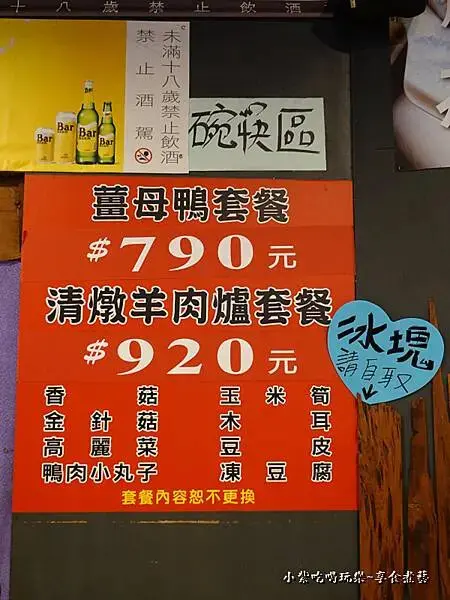 十八歲禁止飲酒
未滿十八歲禁止飲酒
禁止酒駕
Bar
Bar
Bar
Bar
碗筷區
薑母鴨套餐
$790元
清燉羊肉爐套餐
$920元
香菇 玉米筍
金針菇 木耳
高麗菜 豆皮
鴨肉小丸子 凍豆腐
套餐內容恕不更換
冰塊
請自取
小紫吃喝玩樂~享食煮藝